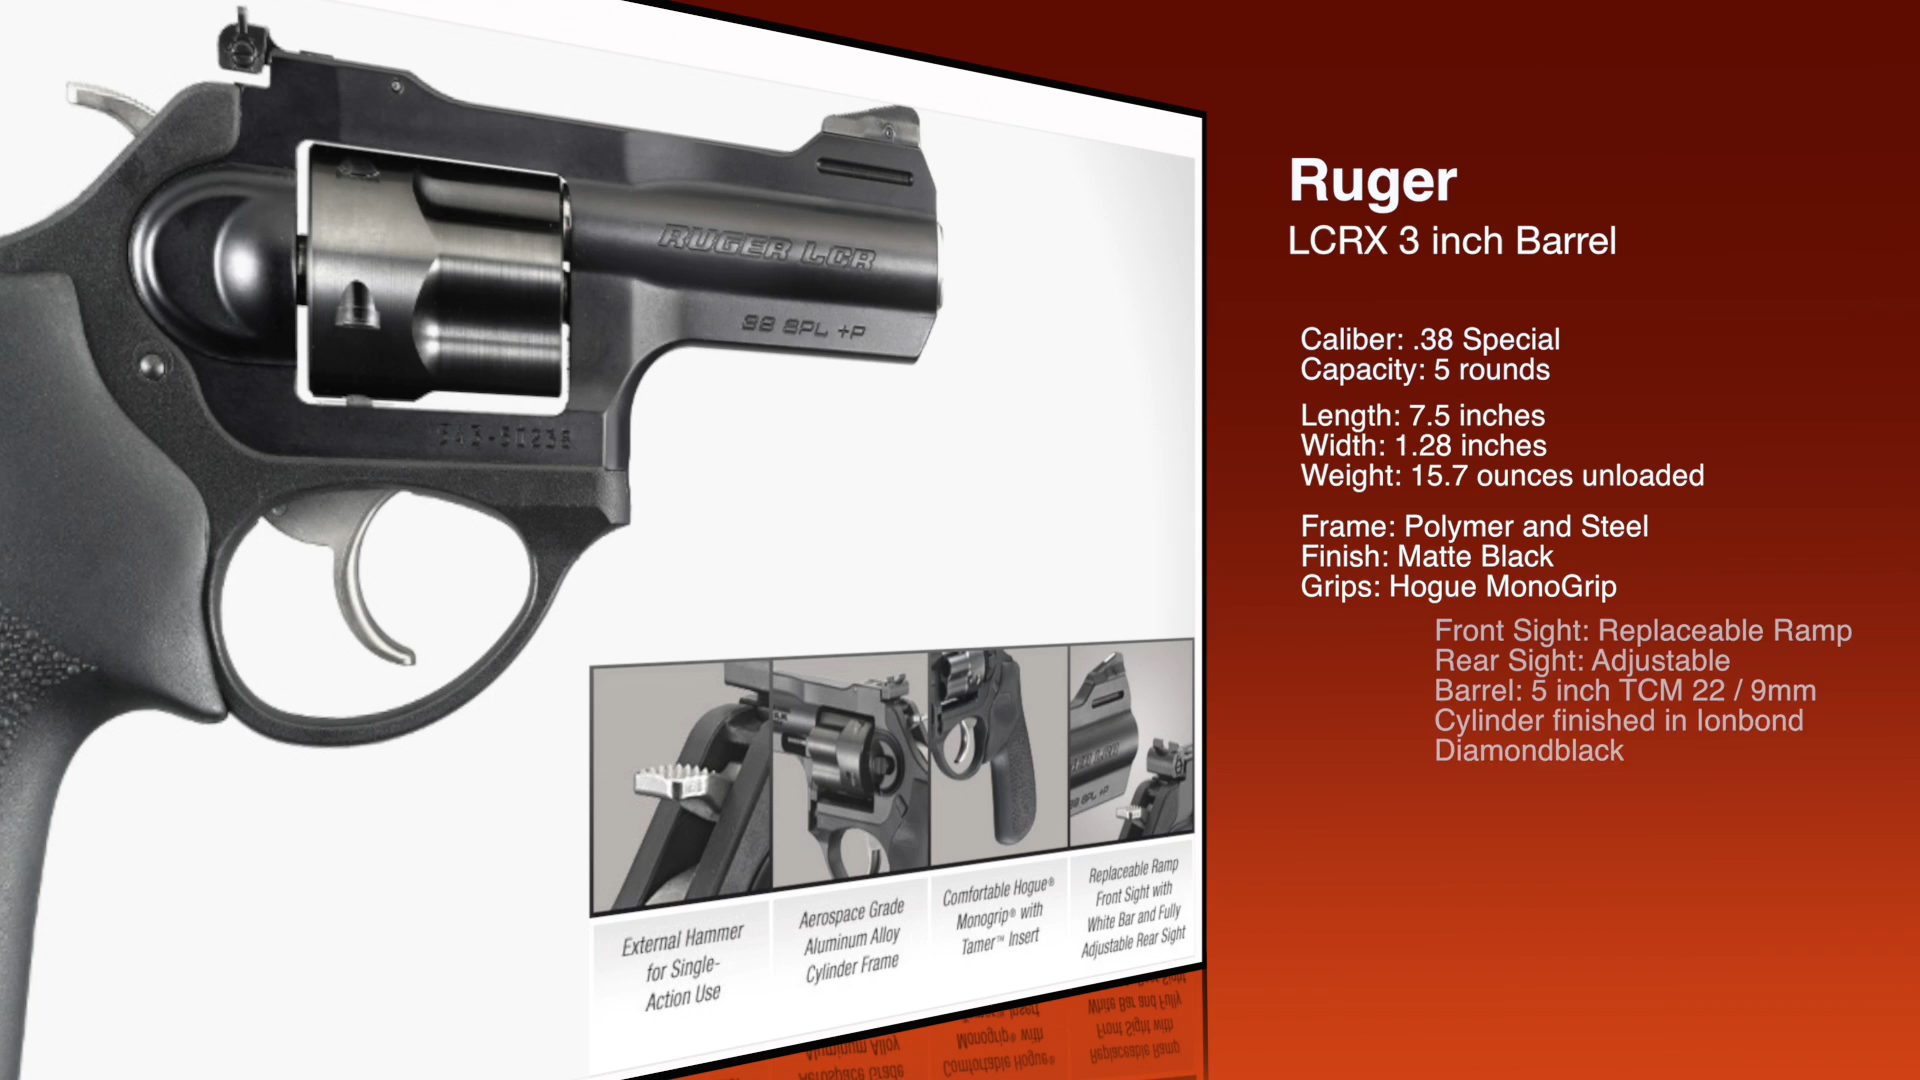 RUGER LCR
38 SPL +P
External Hammer
for Single-
Action Use
Aerospace Grade
Aluminum Alloy
Cylinder Frame
Comfortable Hogue®
Monogrip® with
Tamer™ Insert
38 SPL +P
Replaceable Ramp
Front Sight with
White Bar and Fully
Adjustable Rear Sight
Ruger
LCRX 3 inch Barrel
Caliber: .38 Special
Capacity: 5 rounds
Length: 7.5 inches
Width: 1.28 inches
Weight: 15.7 ounces unloaded
Frame: Polymer and Steel
Finish: Matte Black
Grips: Hogue MonoGrip
Front Sight: Replaceable Ramp
Rear Sight: Adjustable
Barrel: 5 inch TCM 22 / 9mm
Cylinder finished in Ionbond
Diamondblack